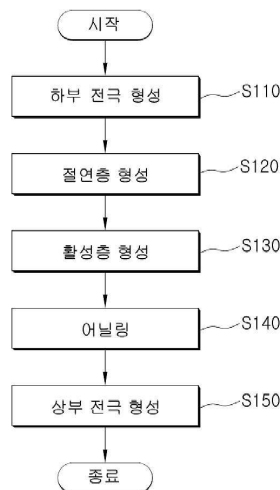 시작
하부 전극 형성 S110
절연층 형성 S120
활성층 형성 S130
어닐링 S140
상부 전극 형성 S150
종료